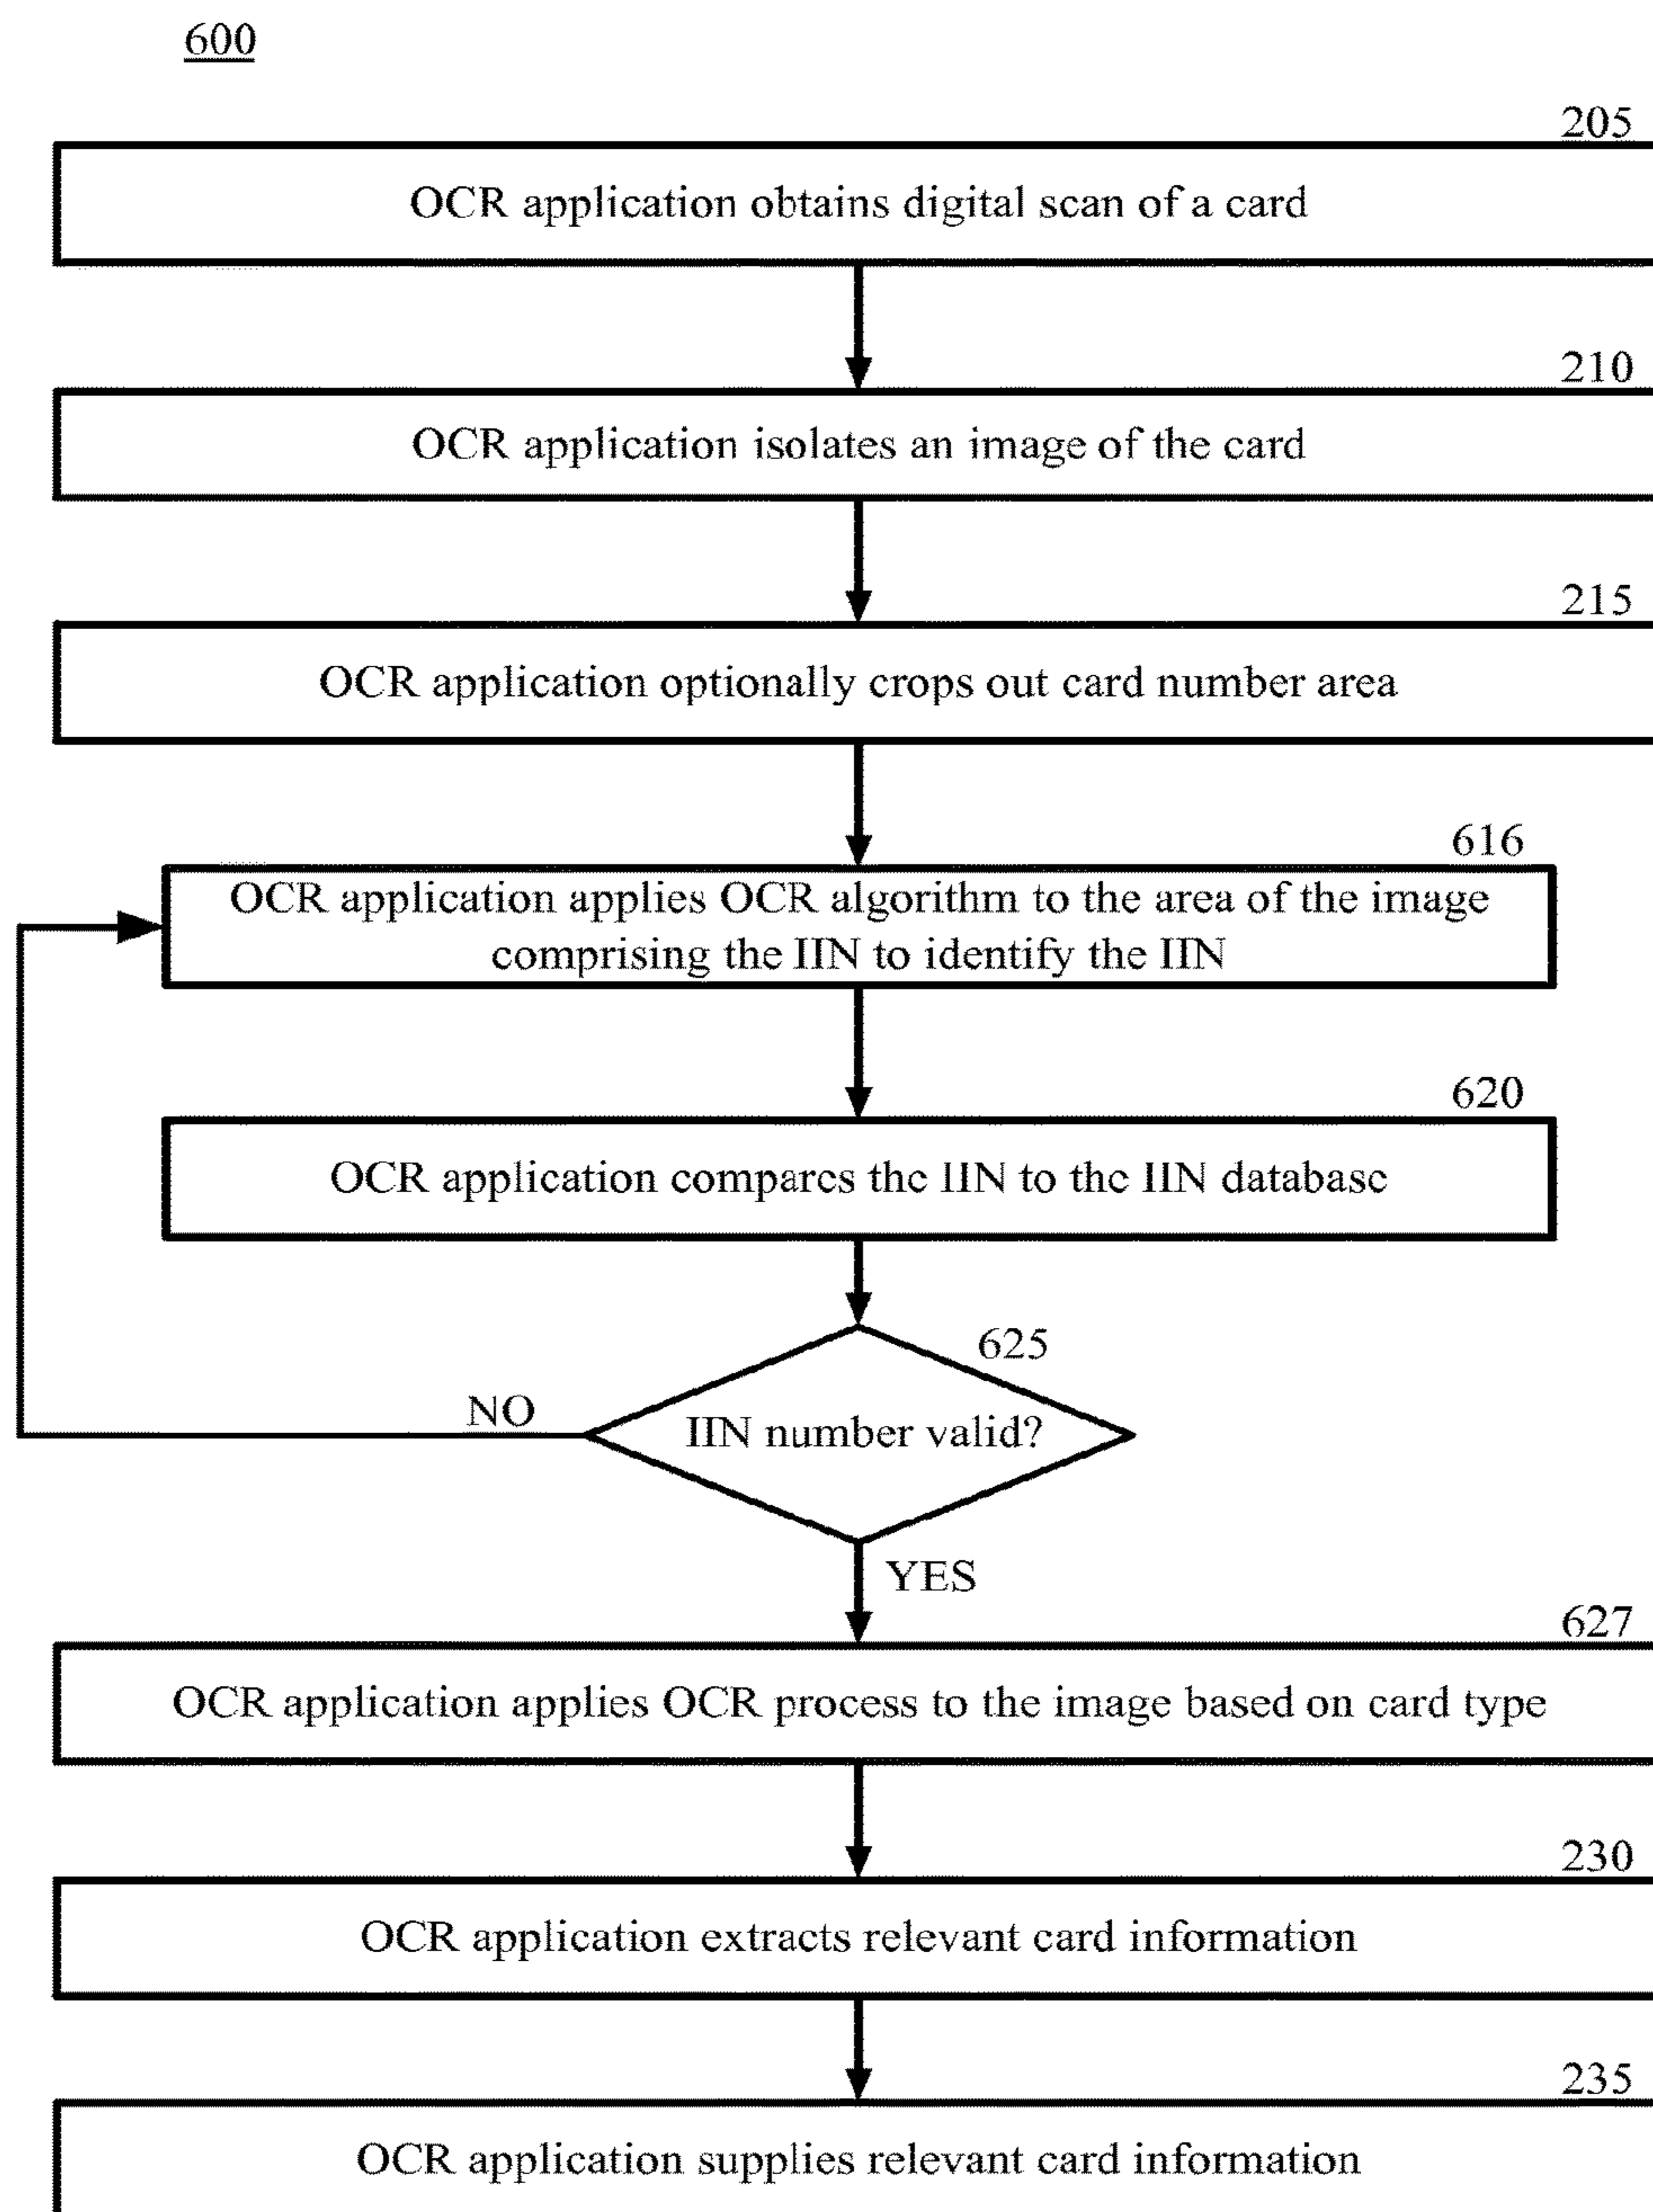 600
205
OCR application obtains digital scan of a card
210
OCR application isolates an image of the card
215
OCR application optionally crops out card number area
616
OCR application applies OCR algorithm to the area of the image
comprising the IIN to identify the IIN
620
OCR application compares the IIN to the IIN database
625
NO
IIN number valid?
YES
627
OCR application applies OCR process to the image based on card type
230
OCR application extracts relevant card information
235
OCR application supplies relevant card information